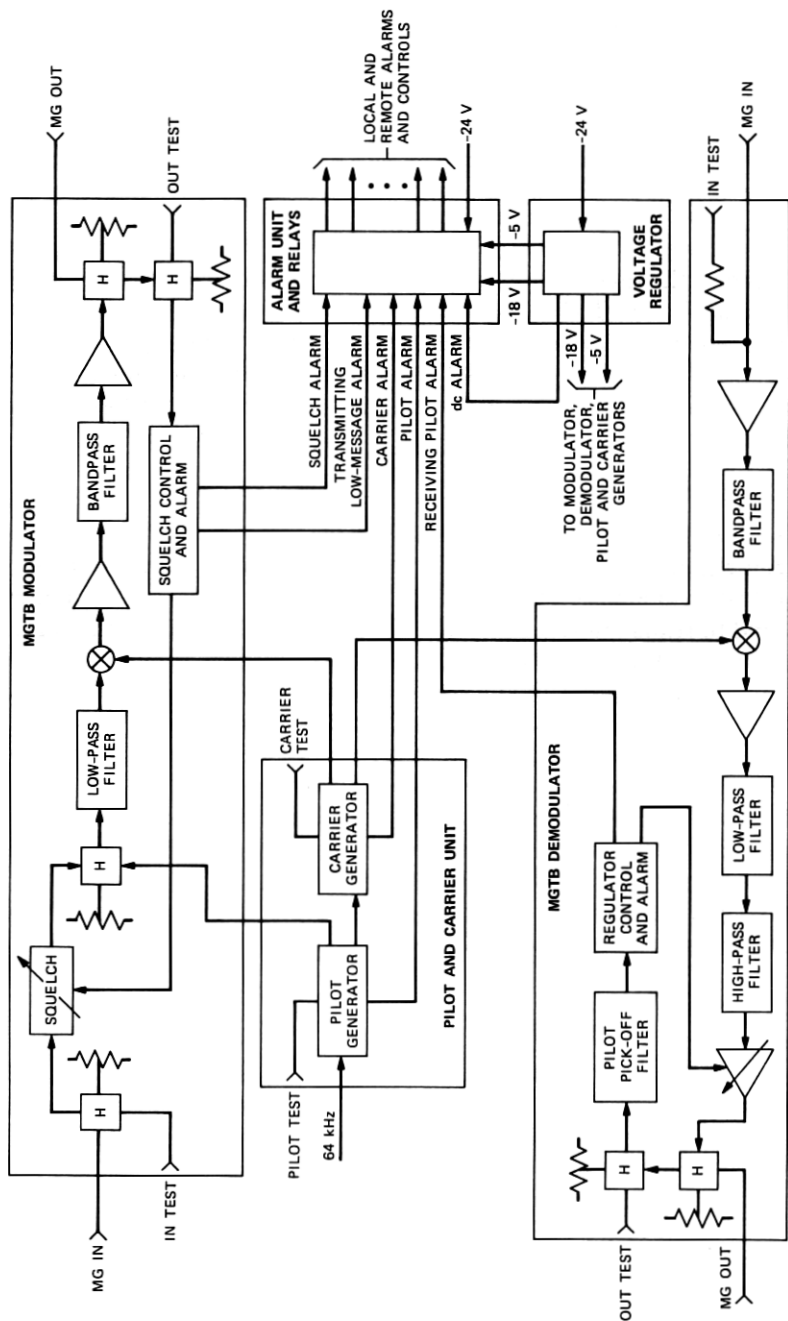 MGTB MODULATOR
MG IN
IN TEST
H
SQUELCH
H
LOW-PASS
FILTER
BANDPASS
FILTER
H
H
MG OUT
OUT TEST
SQUELCH CONTROL
AND ALARM
PILOT AND CARRIER UNIT
PILOT TEST
64 kHz
PILOT
GENERATOR
CARRIER
TEST
CARRIER
GENERATOR
SQUELCH ALARM
TRANSMITTING
LOW-MESSAGE ALARM
CARRIER ALARM
PILOT ALARM
RECEIVING PILOT ALARM
dc ALARM
ALARM UNIT
AND RELAYS
LOCAL AND
REMOTE ALARMS
AND CONTROLS
-24 V
-18 V
-5 V
VOLTAGE
REGULATOR
-24 V
-18 V
-5 V
TO MODULATOR,
DEMODULATOR,
PILOT AND CARRIER
GENERATORS
MGTB DEMODULATOR
OUT TEST
H
PILOT
PICK-OFF
FILTER
REGULATOR
CONTROL
AND ALARM
MG OUT
H
HIGH-PASS
FILTER
LOW-PASS
FILTER
BANDPASS
FILTER
IN TEST
MG IN